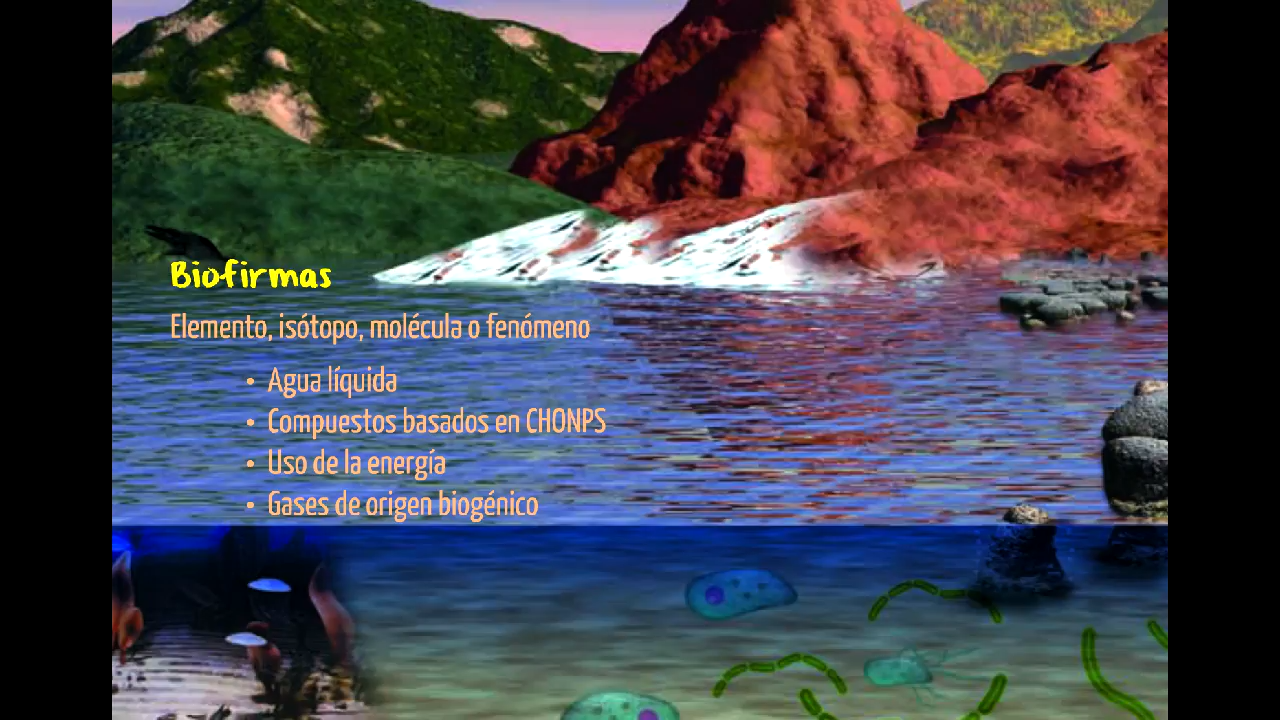 Biofirmas
Elemento, isótopo, molécula o fenómeno
• Agua líquida
• Compuestos basados en CHONPS
• Uso de la energía
• Gases de origen biogénico